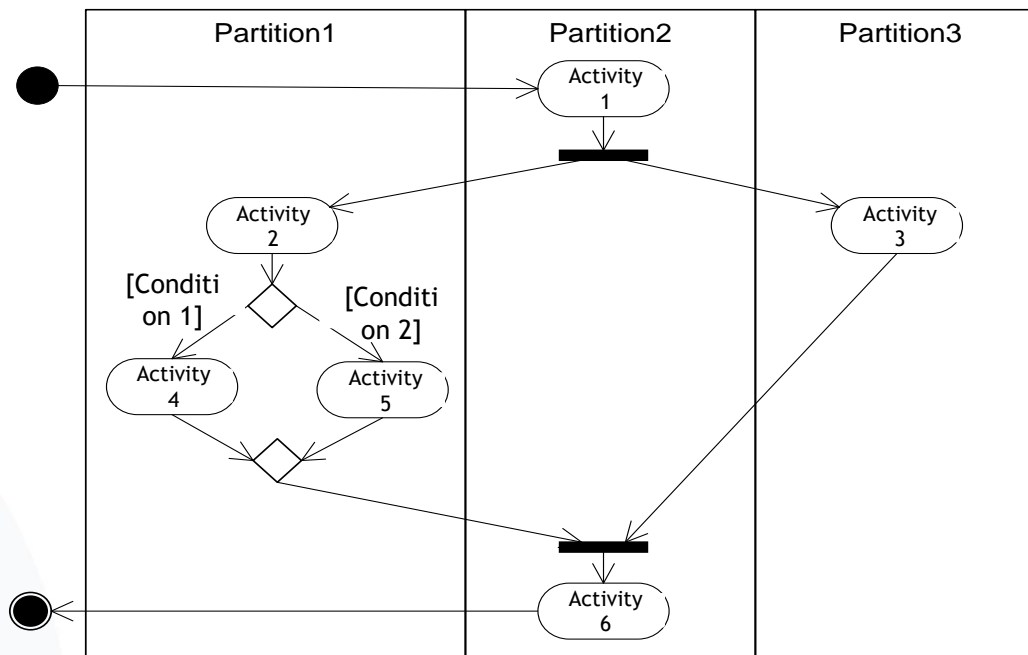 Partition1
Partition2
Partition3
Activity
1
Activity
2
Activity
3
[Conditi
on 1]
[Conditi
on 2]
Activity
4
Activity
5
Activity
6